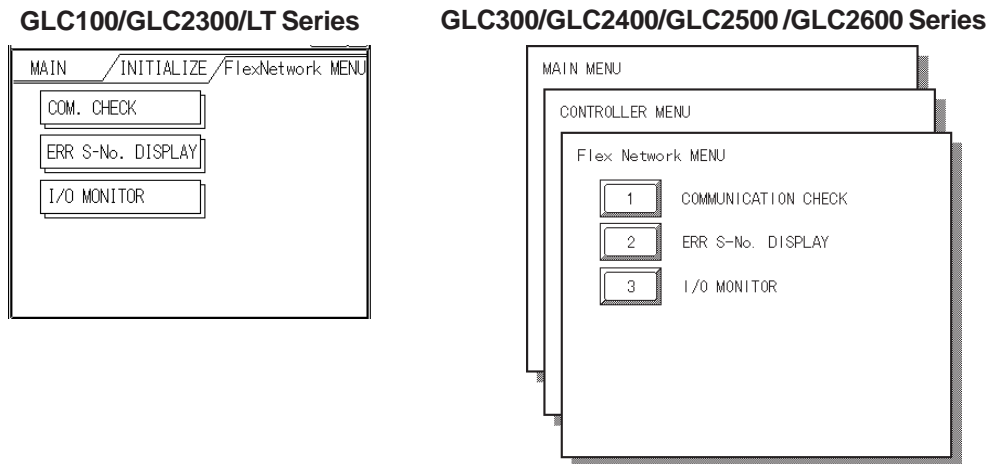 GLC100/GLC2300/LT Series
MAIN /INITIALIZE/FlexNetwork MENU
COM. CHECK
ERR S-No. DISPLAY
I/O MONITOR
GLC300/GLC2400/GLC2500 /GLC2600 Series
MAIN MENU
CONTROLLER MENU
Flex Network MENU
1 COMMUNICATION CHECK
2 ERR S-No. DISPLAY
3 I/O MONITOR